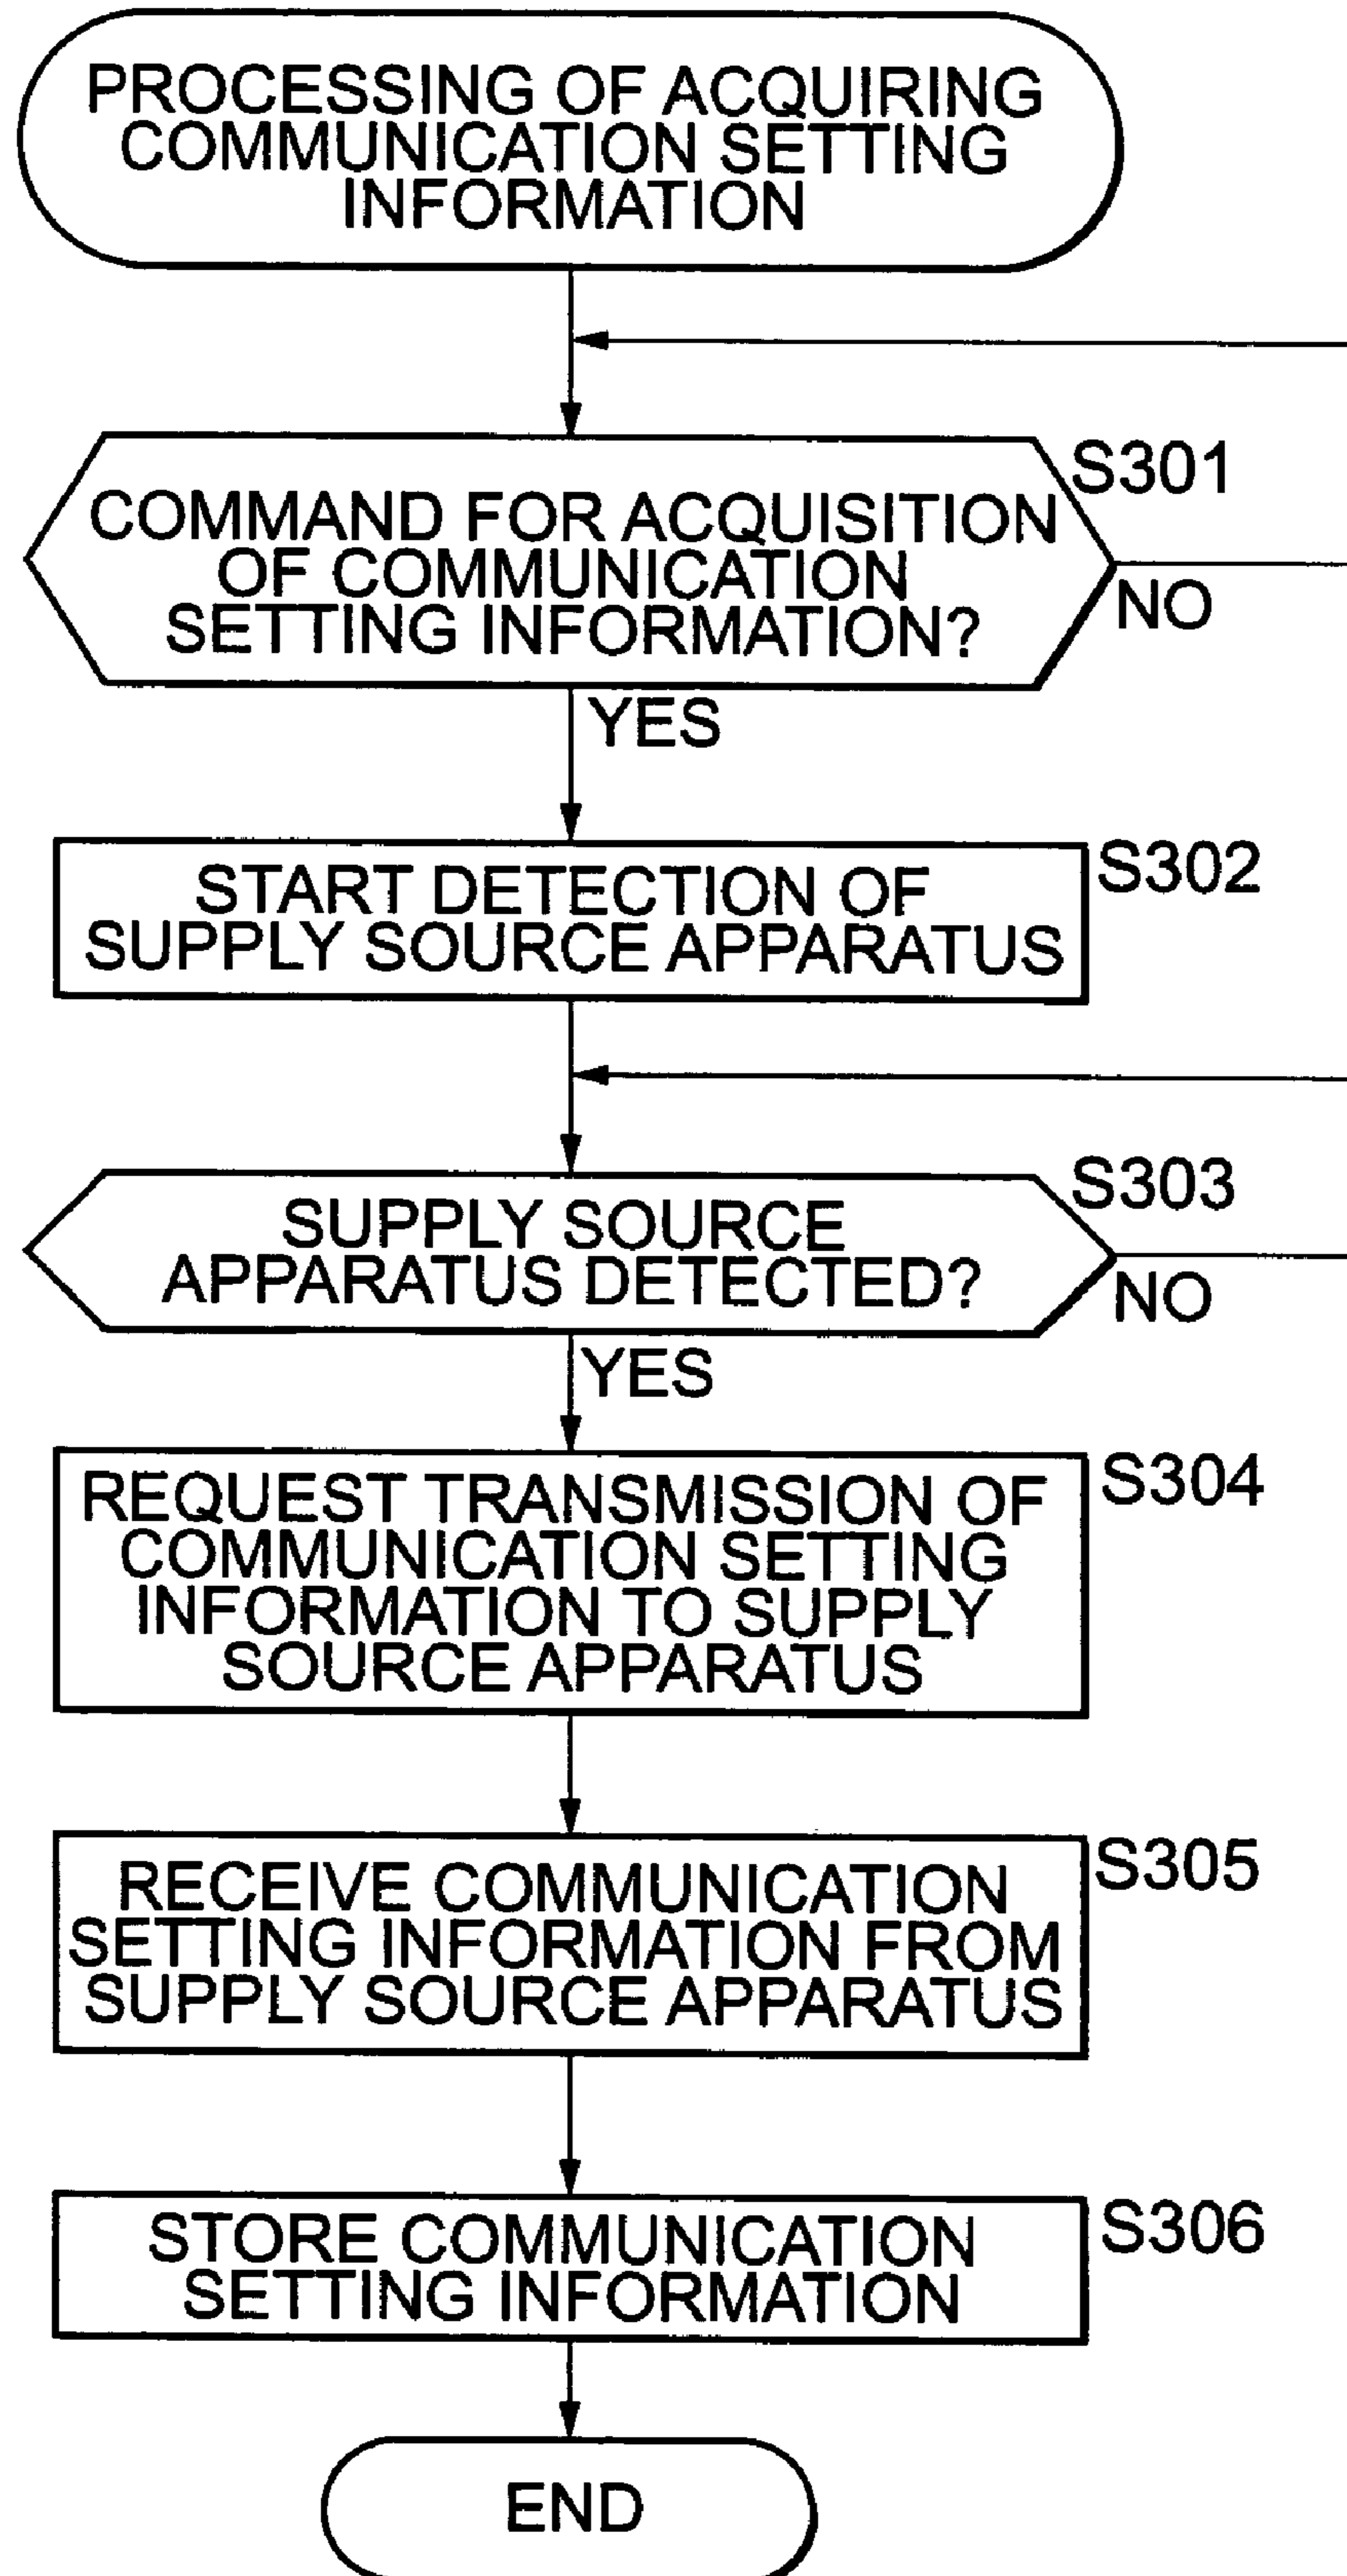 PROCESSING OF ACQUIRING
COMMUNICATION SETTING
INFORMATION
S301
COMMAND FOR ACQUISITION
OF COMMUNICATION
SETTING INFORMATION?
NO
YES
S302
START DETECTION OF
SUPPLY SOURCE APPARATUS
S303
SUPPLY SOURCE
APPARATUS DETECTED?
NO
YES
S304
REQUEST TRANSMISSION OF
COMMUNICATION SETTING
INFORMATION TO SUPPLY
SOURCE APPARATUS
S305
RECEIVE COMMUNICATION
SETTING INFORMATION FROM
SUPPLY SOURCE APPARATUS
S306
STORE COMMUNICATION
SETTING INFORMATION
END